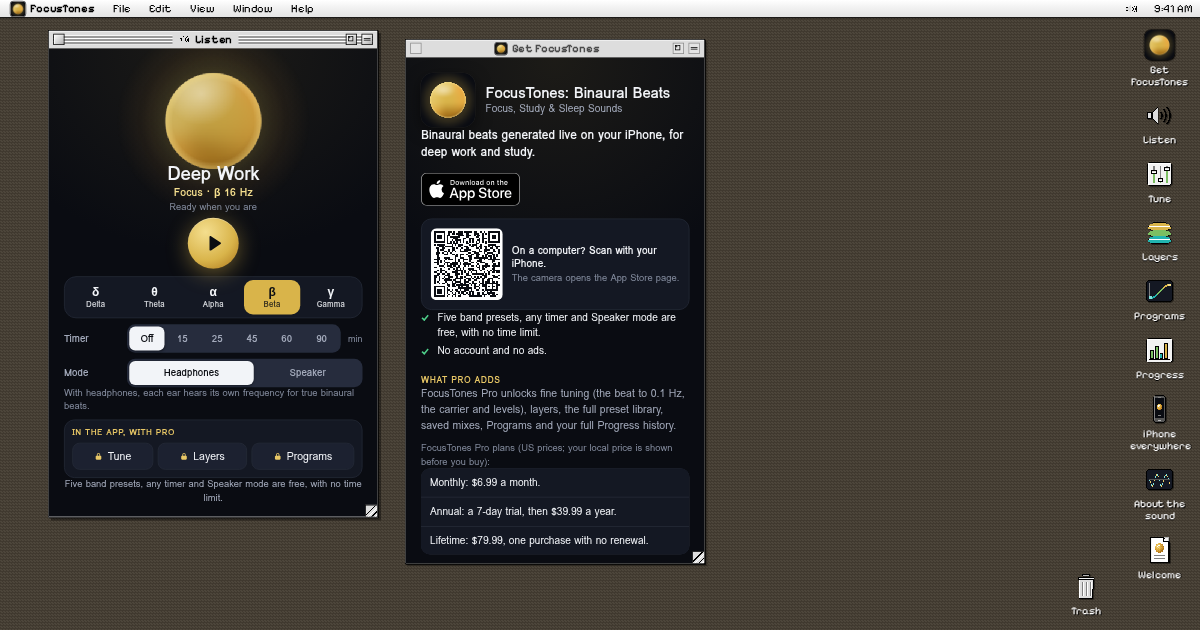 FocusTones File Edit View Window Help
9:41 AM
Listen
Deep Work
Focus · β 16 Hz
Ready when you are
δ θ α β γ
Delta Theta Alpha Beta Gamma
Timer Off 15 25 45 60 90 min
Mode Headphones Speaker
With headphones, each ear hears its own frequency for true binaural
beats.
IN THE APP, WITH PRO
Tune Layers Programs
Five band presets, any timer and Speaker mode are free, with no time
limit.
Get FocusTones
FocusTones: Binaural Beats
Focus, Study & Sleep Sounds
Binaural beats generated live on your iPhone, for
deep work and study.
Download on the
App Store
On a computer? Scan with your
iPhone.
The camera opens the App Store page.
Five band presets, any timer and Speaker mode are
free, with no time limit.
No account and no ads.
WHAT PRO ADDS
FocusTones Pro unlocks fine tuning (the beat to 0.1 Hz,
the carrier and levels), layers, the full preset library,
saved mixes, Programs and your full Progress history.
FocusTones Pro plans (US prices; your local price is shown
before you buy):
Monthly: $6.99 a month.
Annual: a 7-day trial, then $39.99 a year.
Lifetime: $79.99, one purchase with no renewal.
Get
FocusTones
Listen
Tune
Layers
Programs
Progress
iPhone
everywhere
About the
sound
Welcome
Trash